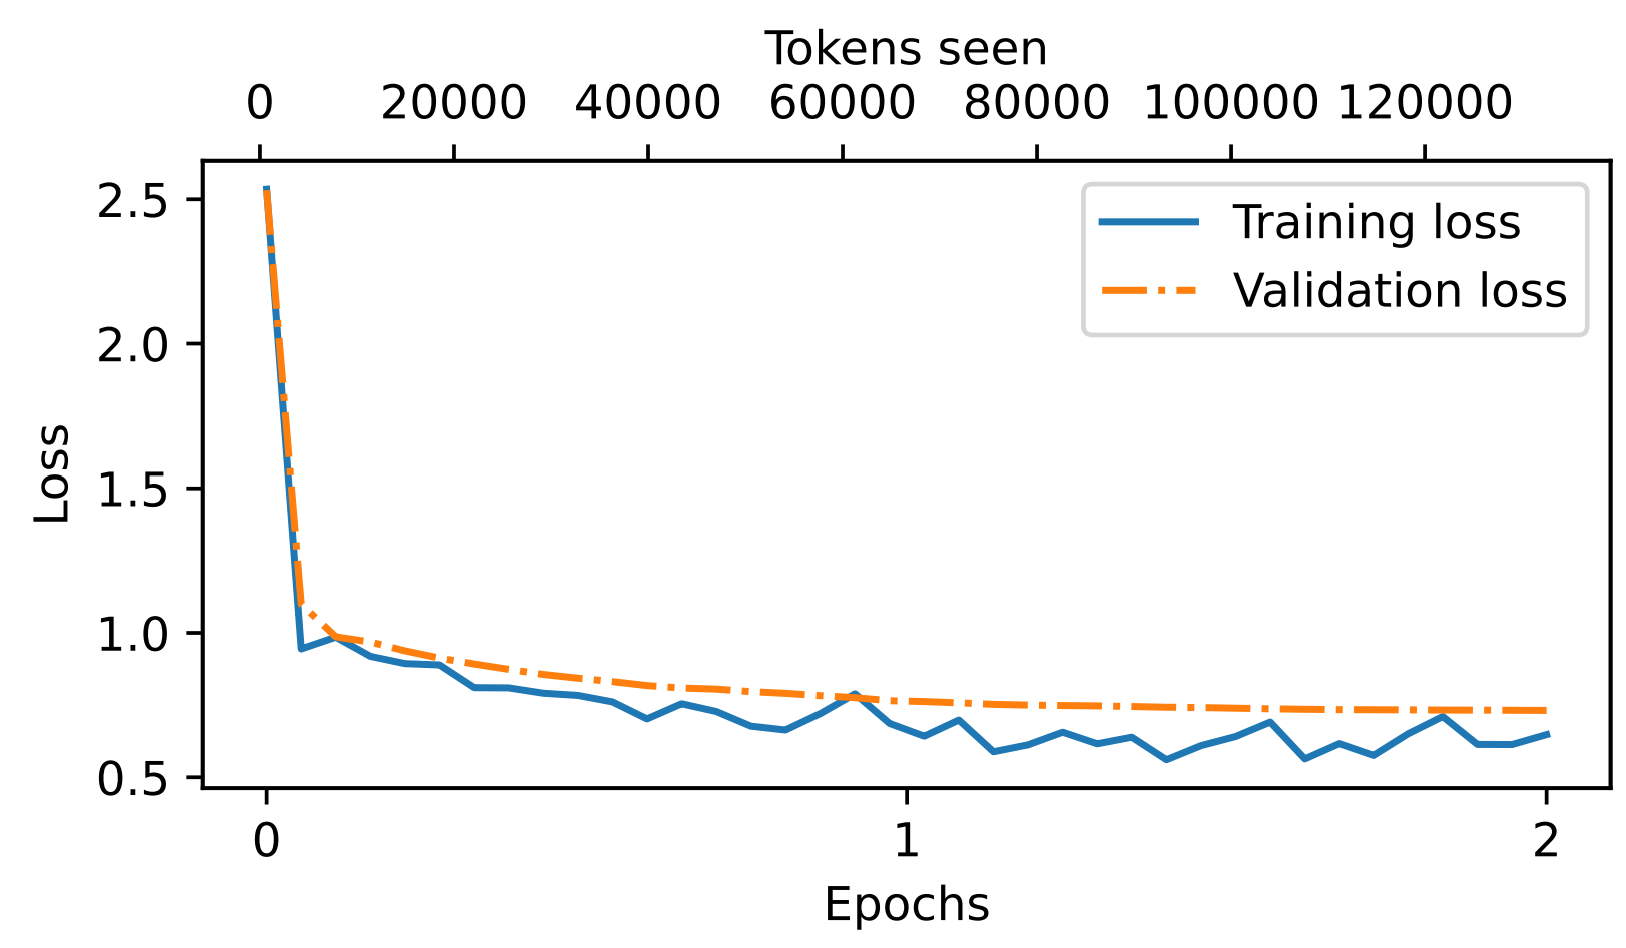 Tokens seen
0 20000 40000 60000 80000 100000 120000
2.5
2.0
1.5
1.0
0.5
Loss
Training loss
Validation loss
0 1 2
Epochs